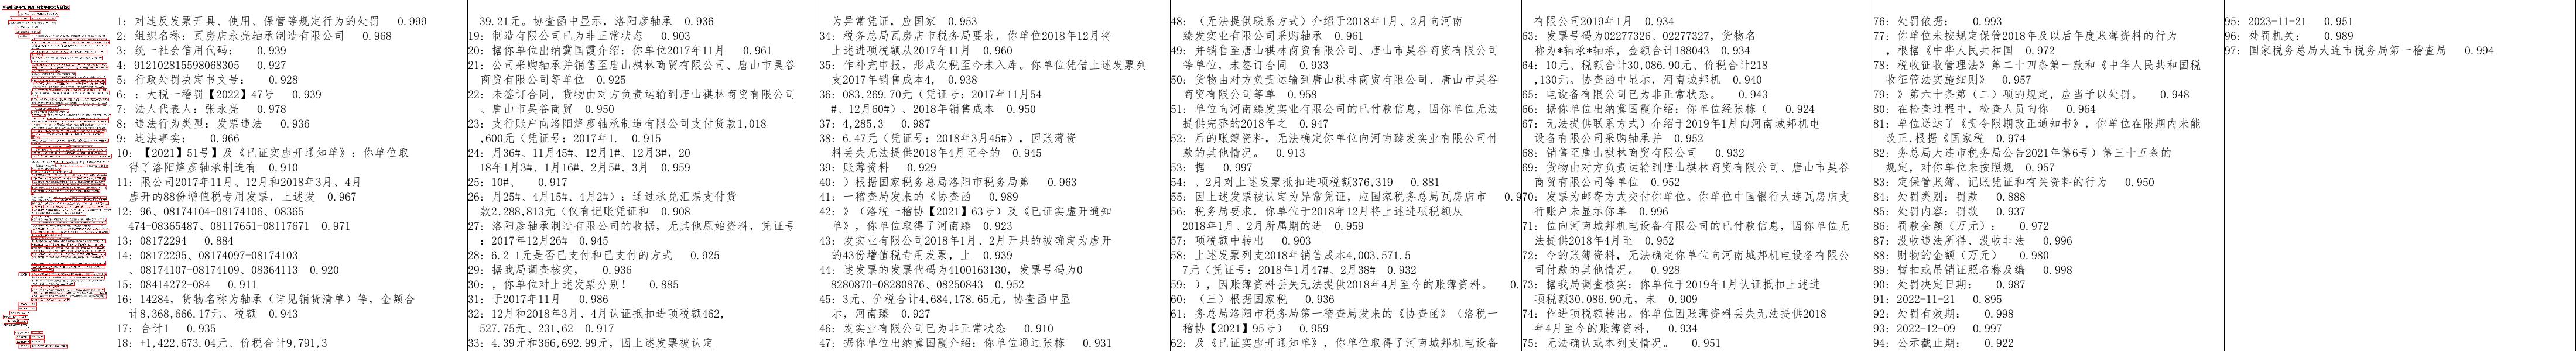 1: 对违反发票开具、使用、保管等规定行为的处罚 0.999
2: 组织名称: 瓦房店永亮轴承制造有限公司 0.968
3: 统一社会信用代码: 0.939
4: 912102815598068305 0.927
5: 行政处罚决定书文号: 0.928
6: : 大税一稽罚【2022】47号 0.939
7: 法人代表人: 张永亮 0.978
8: 违法行为类型: 发票违法 0.936
9: 违法事实: 0.966
10: 【2021】51号】及《已证实虚开通知单》: 你单位取
得了洛阳烽彦轴承制造有 0.910
11: 限公司2017年11月、12月和2018年3月、4月
虚开的88份增值税专用发票, 上述发 0.967
12: 96、08174104-08174106、08365
474-08365487、08117651-08117671 0.971
13: 08172294 0.884
14: 08172295、08174097-08174103
、08174107-08174109、08364113 0.920
15: 08414272-084 0.911
16: 14284, 货物名称为轴承（详见销货清单）等, 金额合
计8,368,666.17元、税额 0.943
17: 合计1 0.935
18: +1,422,673.04元、价税合计9,791,3
39.21元。协查函中显示, 洛阳彦轴承 0.936
19: 制造有限公司已为非正常状态 0.903
20: 据你单位出纳冀国霞介绍: 你单位2017年11月 0.961
21: 公司采购轴承并销售至唐山祺林商贸有限公司、唐山市昊谷
商贸有限公司等单位 0.925
22: 未签订合同, 货物由对方负责运输到唐山祺林商贸有限公司
、唐山市昊谷商贸 0.950
23: 支行账户向洛阳烽彦轴承制造有限公司支付货款1,018
,600元（凭证号: 2017年1. 0.915
24: 月36#、11月45#、12月1#、12月3#, 20
18年1月3#、1月16#、2月5#、3月 0.959
25: 10#、 0.917
26: 月25#、4月15#、4月2#）: 通过承兑汇票支付货
款2,288,813元（仅有记账凭证和 0.908
27: 洛阳彦轴承制造有限公司的收据, 无其他原始资料, 凭证号
: 2017年12月26# 0.945
28: 6.2 1元是否已支付和已支付的方式 0.925
29: 据我局调查核实, 0.936
30: , 你单位对上述发票分别! 0.885
31: 于2017年11月 0.986
32: 12月和2018年3月、4月认证抵扣进项税额462,
527.75元、231,62 0.917
33: 4.39元和366,692.99元, 因上述发票被认定
为异常凭证, 应国家 0.953
34: 税务总局瓦房店市税务局要求, 你单位2018年12月将
上述进项税额从2017年11月 0.960
35: 作补充申报, 形成欠税至今未入库。你单位凭借上述发票列
支2017年销售成本4, 0.938
36: 083,269.70元（凭证号: 2017年11月54
#、12月60#）、2018年销售成本 0.950
37: 4,285,3 0.987
38: 6.47元（凭证号: 2018年3月45#）, 因账簿资
料丢失无法提供2018年4月至今的 0.945
39: 账簿资料 0.929
40: ）根据国家税务总局洛阳市税务局第 0.963
41: 一稽查局发来的《协查函 0.989
42: 》（洛税一稽协【2021】63号）及《已证实虚开通知
单》, 你单位取得了河南臻 0.923
43: 发实业有限公司2018年1月、2月开具的被确定为虚开
的43份增值税专用发票, 上 0.939
44: 述发票的发票代码为4100163130, 发票号码为0
8280870-08280876、08250843 0.952
45: 3元、价税合计4,684,178.65元。协查函中显
示, 河南臻 0.927
46: 发实业有限公司已为非正常状态 0.910
47: 据你单位出纳冀国霞介绍: 你单位通过张栋 0.931
48: （无法提供联系方式）介绍于2018年1月、2月向河南
臻发实业有限公司采购轴承 0.961
49: 并销售至唐山祺林商贸有限公司、唐山市昊谷商贸有限公司
等单位, 未签订合同 0.933
50: 货物由对方负责运输到唐山祺林商贸有限公司、唐山市昊谷
商贸有限公司等单 0.958
51: 单位向河南臻发实业有限公司的已付款信息, 因你单位无法
提供完整的2018年之 0.947
52: 后的账簿资料, 无法确定你单位向河南臻发实业有限公司付
款的其他情况。 0.913
53: 据 0.997
54: 、2月对上述发票抵扣进项税额376,319 0.881
55: 因上述发票被认定为异常凭证, 应国家税务总局瓦房店市 0.970
56: 税务局要求, 你单位于2018年12月将上述进项税额从
2018年1月、2月所属期的进 0.959
57: 项税额中转出 0.903
58: 上述发票列支2018年销售成本4,003,571.5
7元（凭证号: 2018年1月47#、2月38# 0.932
59: ）, 因账簿资料丢失无法提供2018年4月至今的账簿资料。 0.
60: （三）根据国家税 0.936
61: 务总局洛阳市税务局第一稽查局发来的《协查函》（洛税一
稽协【2021】95号） 0.959
62: 及《已证实虚开通知单》, 你单位取得了河南城邦机电设备
有限公司2019年1月 0.934
63: 发票号码为02277326、02277327, 货物名
称为*轴承*轴承, 金额合计188043 0.934
64: 10元、税额合计30,086.90元、价税合计218
,130元。协查函中显示, 河南城邦机 0.940
65: 电设备有限公司已为非正常状态。 0.943
66: 据你单位出纳冀国霞介绍: 你单位经张栋（ 0.924
67: 无法提供联系方式）介绍于2019年1月向河南城邦机电
设备有限公司采购轴承并 0.952
68: 销售至唐山祺林商贸有限公司 0.932
69: 货物由对方负责运输到唐山祺林商贸有限公司、唐山市昊谷
商贸有限公司等单位 0.952
70: 发票为邮寄方式交付你单位。你单位中国银行大连瓦房店支
行账户未显示你单 0.996
71: 位向河南城邦机电设备有限公司的已付款信息, 因你单位无
法提供2018年4月至 0.952
72: 今的账簿资料, 无法确定你单位向河南城邦机电设备有限公
司付款的其他情况。 0.928
73: 据我局调查核实: 你单位于2019年1月认证抵扣上述进
项税额30,086.90元, 未 0.909
74: 作进项税额转出。你单位因账簿资料丢失无法提供2018
年4月至今的账簿资料, 0.934
75: 无法确认或本列支情况。 0.951
76: 处罚依据: 0.993
77: 你单位未按规定保管2018年及以后年度账簿资料的行为
, 根据《中华人民共和国 0.972
78: 税收征收管理法》第二十四条第一款和《中华人民共和国税
收征管法实施细则》 0.957
79: 》第六十条第（二）项的规定, 应当予以处罚。 0.948
80: 在检查过程中, 检查人员向你 0.964
81: 单位送达了《责令限期改正通知书》, 你单位在限期内未能
改正,根据《国家税 0.974
82: 务总局大连市税务局公告2021年第6号）第三十五条的
规定, 对你单位未按照规 0.957
83: 定保管账簿、记账凭证和有关资料的行为 0.950
84: 处罚类别: 罚款 0.888
85: 处罚内容: 罚款 0.937
86: 罚款金额（万元）: 0.972
87: 没收违法所得、没收非法 0.996
88: 财物的金额（万元） 0.980
89: 暂扣或吊销证照名称及编 0.998
90: 处罚决定日期: 0.987
91: 2022-11-21 0.895
92: 处罚有效期: 0.998
93: 2022-12-09 0.997
94: 公示截止期: 0.922
95: 2023-11-21 0.951
96: 处罚机关: 0.989
97: 国家税务总局大连市税务局第一稽查局 0.994